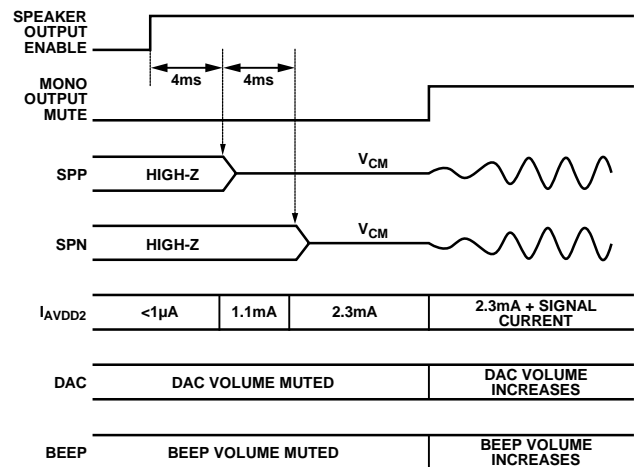 SPEAKER
OUTPUT
ENABLE
4ms 4ms
MONO
OUTPUT
MUTE
SPP HIGH-Z VCM
SPN HIGH-Z VCM
IAVDD2 <1µA 1.1mA 2.3mA 2.3mA + SIGNAL
CURRENT
DAC DAC VOLUME MUTED DAC VOLUME
INCREASES
BEEP BEEP VOLUME MUTED BEEP VOLUME
INCREASES